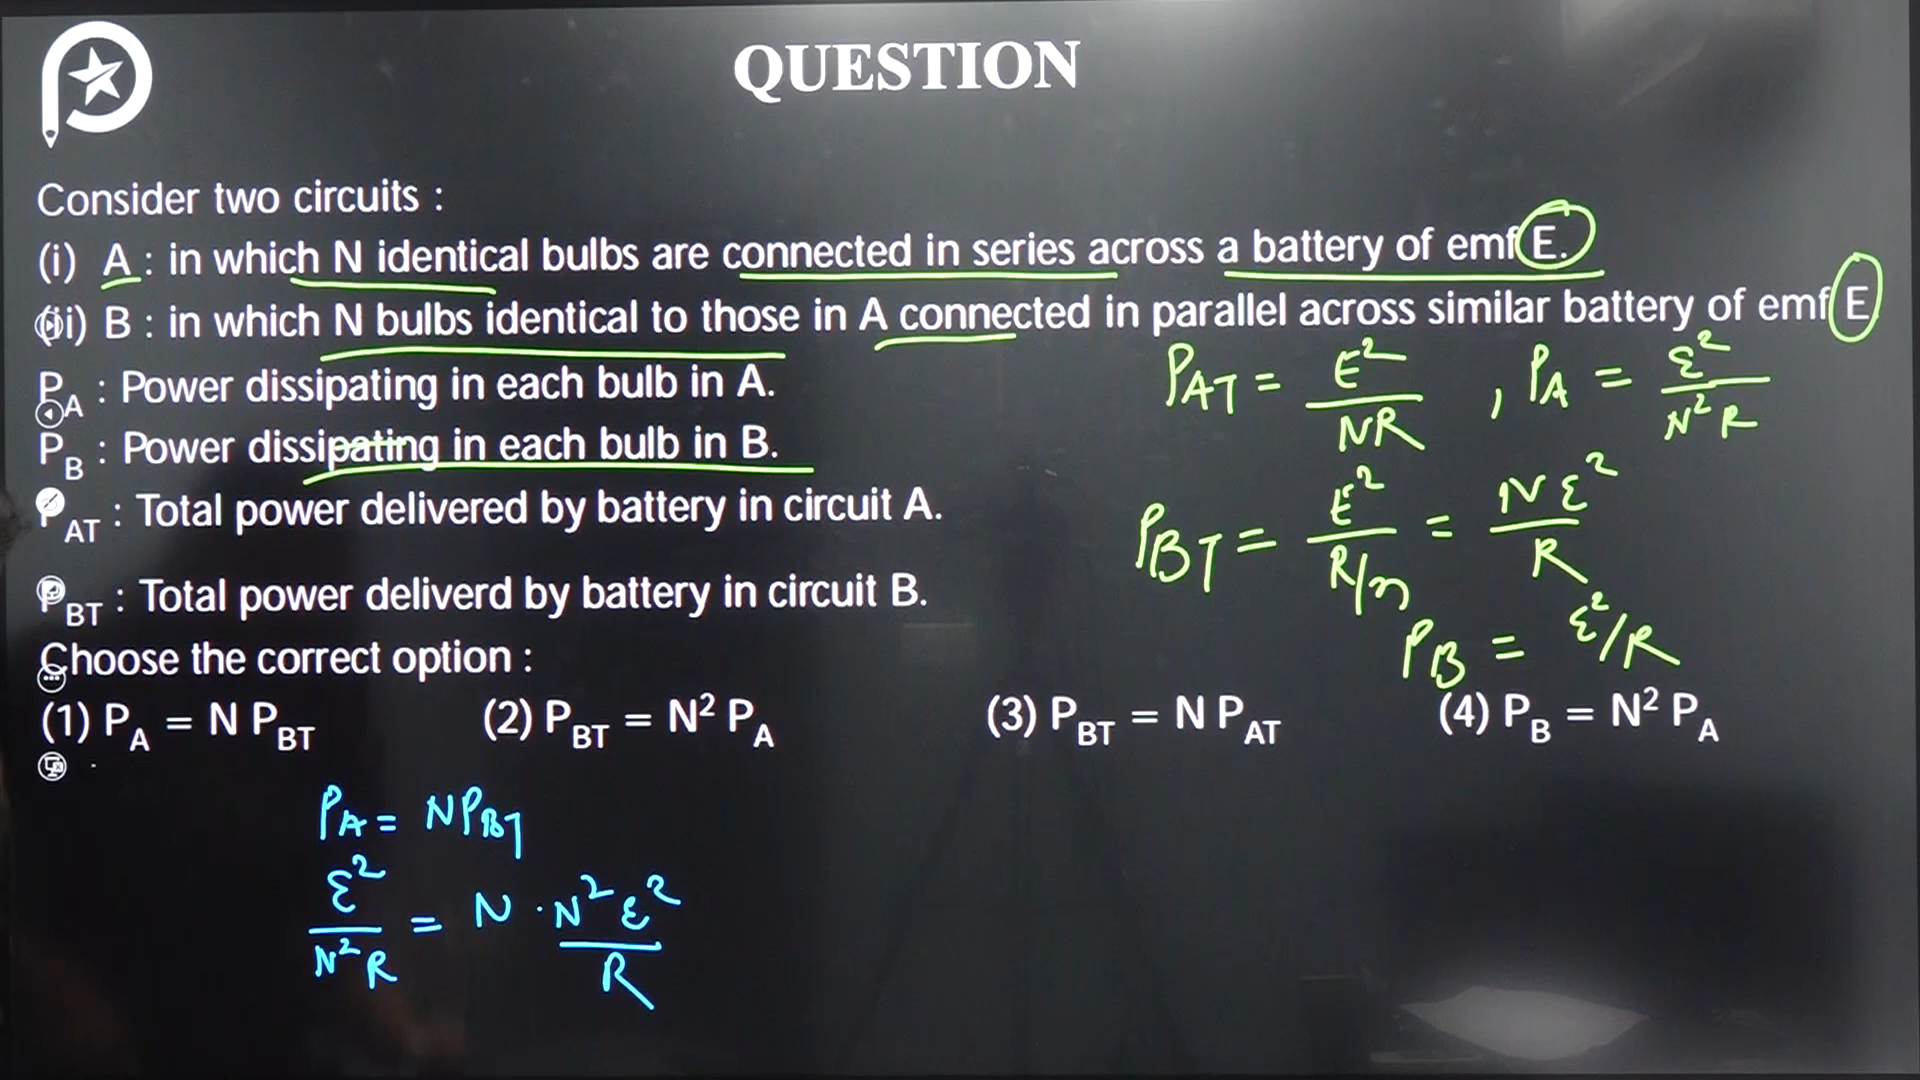 QUESTION
Consider two circuits :
(i) A : in which N identical bulbs are connected in series across a battery of emf E.
(ii) B : in which N bulbs identical to those in A connected in parallel across similar battery of emf E
P_A : Power dissipating in each bulb in A.
P_AT = E²/NR , P_A = ε²/N²R
P_B : Power dissipating in each bulb in B.
P_AT : Total power delivered by battery in circuit A.
P_BT = E²/R/n = Nε²/R
P_BT : Total power deliverd by battery in circuit B.
P_B = ε²/R
Choose the correct option :
(1) P_A = N P_BT (2) P_BT = N² P_A (3) P_BT = N P_AT (4) P_B = N² P_A
P_A = NP_BT
ε²/N²R = N · N²ε²/R